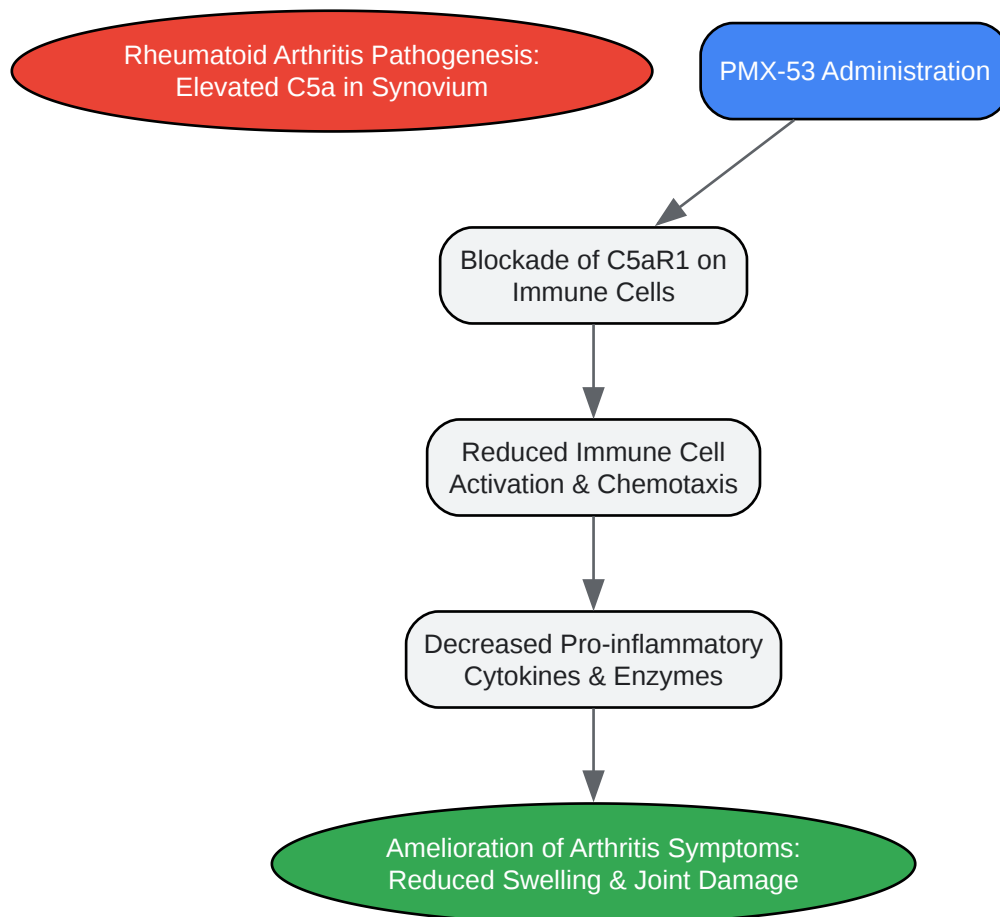 Rheumatoid Arthritis Pathogenesis:
Elevated C5a in Synovium
PMX-53 Administration
Blockade of C5aR1 on
Immune Cells
Reduced Immune Cell
Activation & Chemotaxis
Decreased Pro-inflammatory
Cytokines & Enzymes
Amelioration of Arthritis Symptoms:
Reduced Swelling & Joint Damage